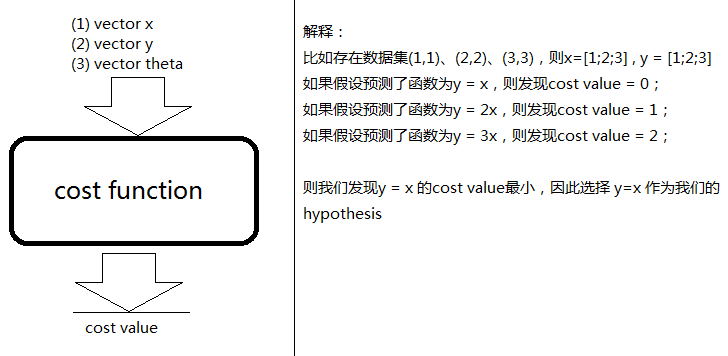 (1) vector x
(2) vector y
(3) vector theta
cost function
cost value
解释：
比如存在数据集(1,1)、(2,2)、(3,3)，则x=[1;2;3] , y = [1;2;3]
如果假设预测了函数为y = x，则发现cost value = 0；
如果假设预测了函数为y = 2x，则发现cost value = 1；
如果假设预测了函数为y = 3x，则发现cost value = 2；
则我们发现y = x 的cost value最小，因此选择 y=x 作为我们的
hypothesis